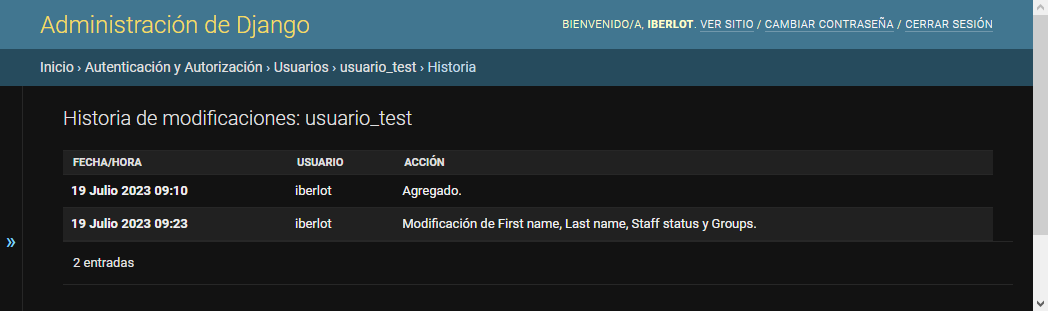 Administración de Django
BIENVENIDO/A, IBERLOT. VER SITIO / CAMBIAR CONTRASEÑA / CERRAR SESIÓN
Inicio › Autenticación y Autorización › Usuarios › usuario_test › Historia
Historia de modificaciones: usuario_test
FECHA/HORA USUARIO ACCIÓN
19 Julio 2023 09:10 iberlot Agregado.
19 Julio 2023 09:23 iberlot Modificación de First name, Last name, Staff status y Groups.
»
2 entradas